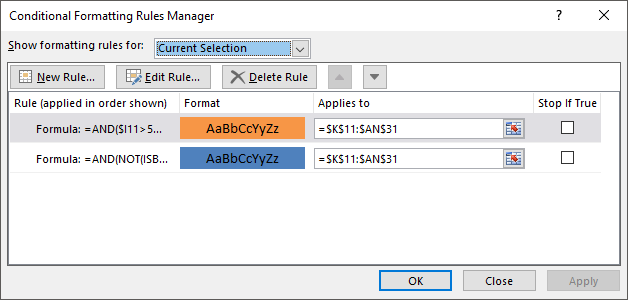 Conditional Formatting Rules Manager
Show formatting rules for: Current Selection
New Rule... Edit Rule... Delete Rule
Rule (applied in order shown) Format Applies to Stop If True
Formula: =AND($I11>5... AaBbCcYyZz =$K$11:$AN$31
Formula: =AND(NOT(ISB... AaBbCcYyZz =$K$11:$AN$31
OK Close Apply